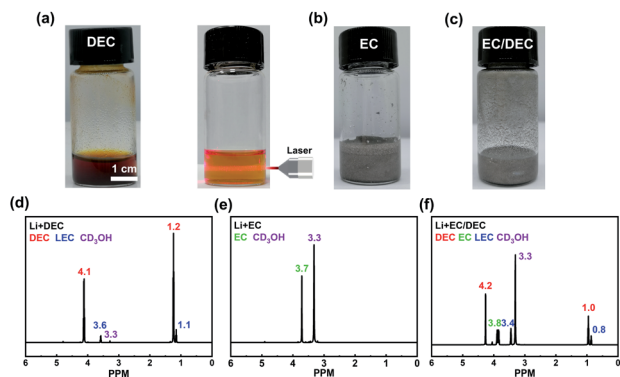 (a)
DEC
1 cm
Laser
(b)
EC
(c)
EC/DEC
(d)
Li+DEC
DEC LEC CD₃OH
4.1
3.6
3.3
1.2
1.1
6 5 4 3 2 1 0
PPM
(e)
Li+EC
EC CD₃OH
3.7
3.3
6 5 4 3 2 1 0
PPM
(f)
Li+EC/DEC
DEC EC LEC CD₃OH
4.2
3.8
3.4
3.3
1.0
0.8
6 5 4 3 2 1 0
PPM